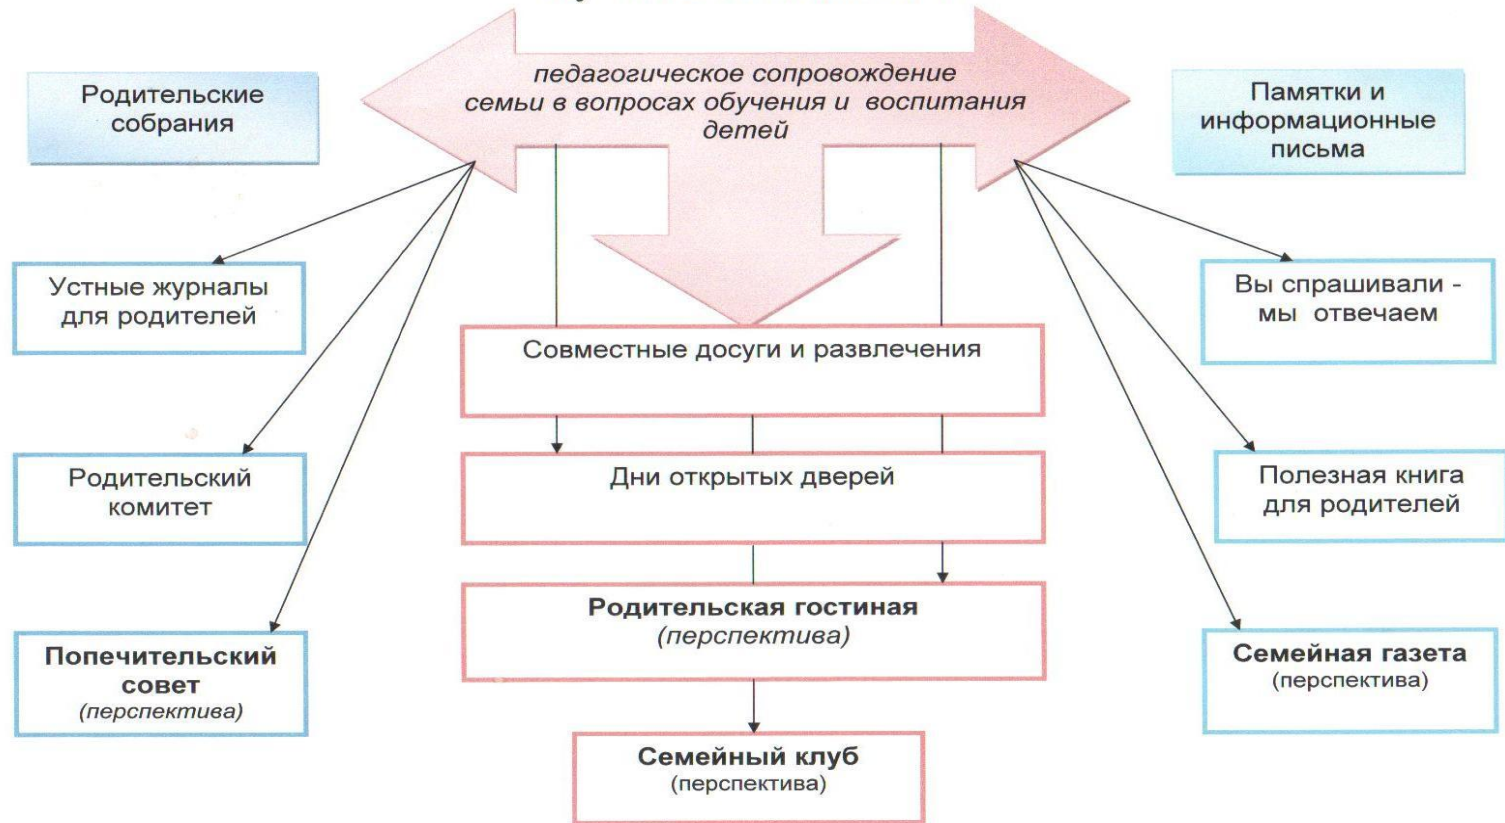 педагогическое сопровождение
семьи в вопросах обучения и воспитания
детей
Родительские
собрания
Памятки и
информационные
письма
Устные журналы
для родителей
Вы спрашивали -
мы отвечаем
Совместные досуги и развлечения
Родительский
комитет
Дни открытых дверей
Полезная книга
для родителей
Родительская гостиная
(перспектива)
Попечительский
совет
(перспектива)
Семейная газета
(перспектива)
Семейный клуб
(перспектива)